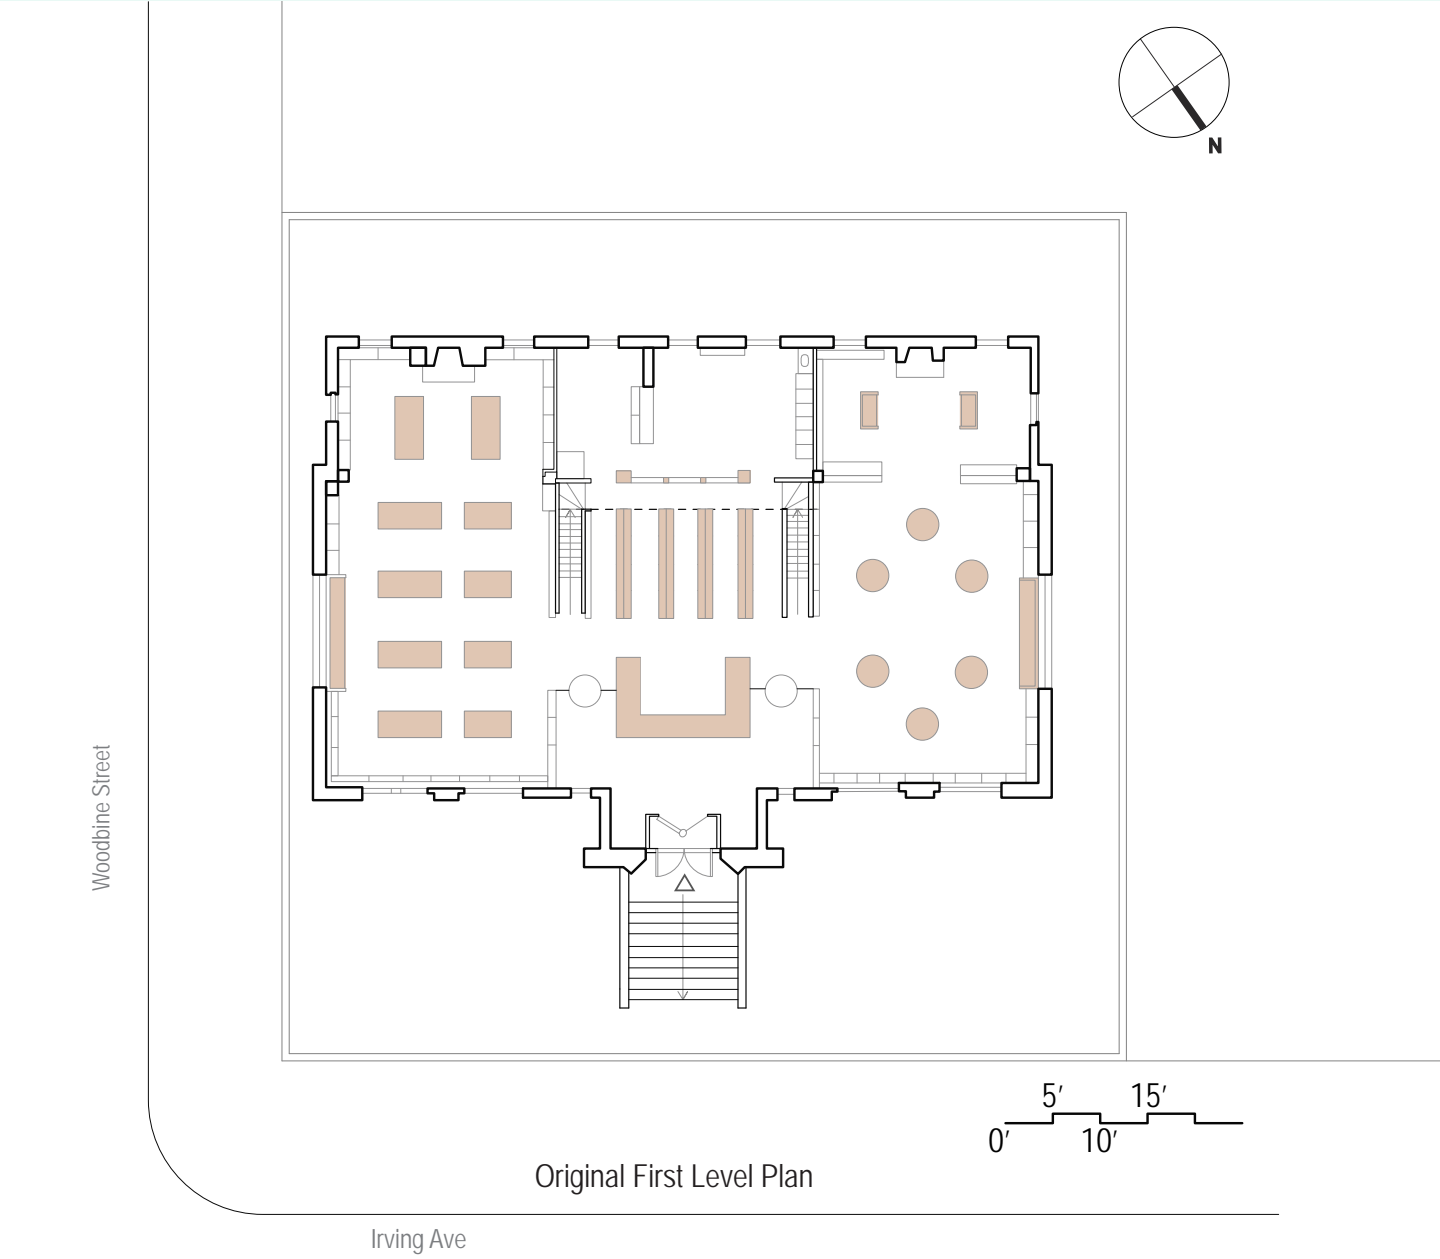 N
Woodbine Street
5' 15'
0' 10'
Original First Level Plan
Irving Ave